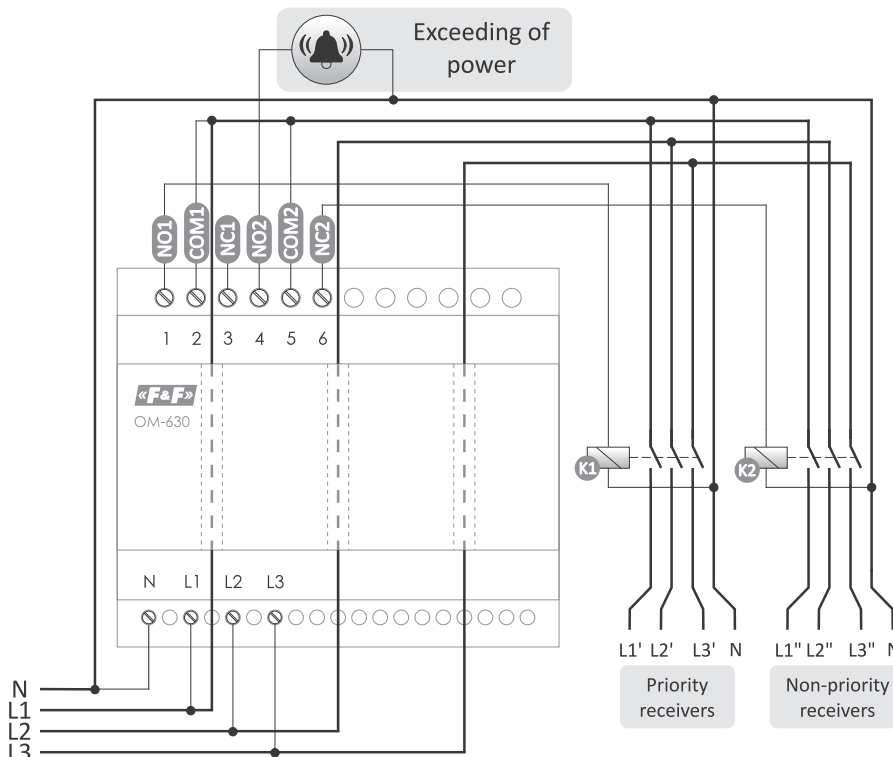 Exceeding of
power
NO1
COM1
NC1
NO2
COM2
NC2
1 2 3 4 5 6
«F&F»
OM-630
K1
K2
N L1 L2 L3
L1' L2' L3' N
L1" L2" L3" N
Priority
receivers
Non-priority
receivers
N
L1
L2
L3